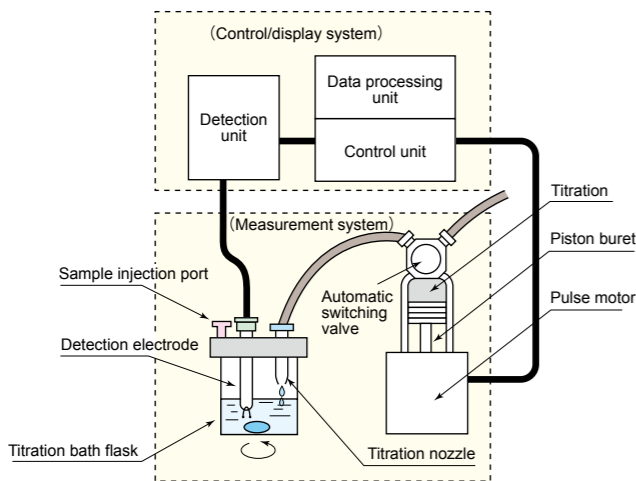 （Control/display system）
Data processing
unit
Detection
unit
Control unit
（Measurement system）
Titration
Piston buret
Sample injection port
Automatic
switching
valve
Pulse motor
Detection electrode
Titration bath flask
Titration nozzle